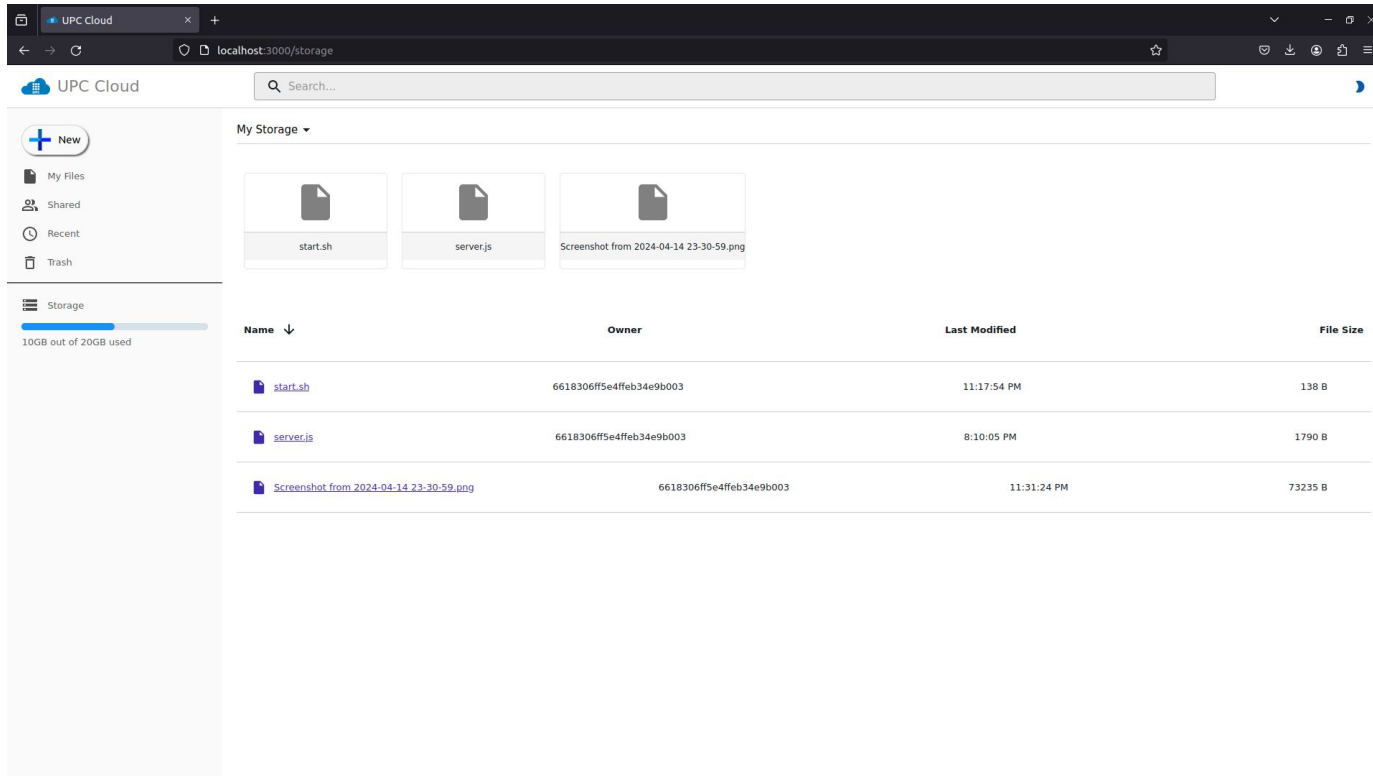 UPC Cloud
localhost:3000/storage
UPC Cloud
Search...
New
My Files
Shared
Recent
Trash
Storage
10GB out of 20GB used
My Storage
start.sh
server.js
Screenshot from 2024-04-14 23-30-59.png
Name Owner Last Modified File Size
start.sh 6618306ff5e4ffeb34e9b003 11:17:54 PM 138 B
server.js 6618306ff5e4ffeb34e9b003 8:10:05 PM 1790 B
Screenshot from 2024-04-14 23-30-59.png 6618306ff5e4ffeb34e9b003 11:31:24 PM 73235 B